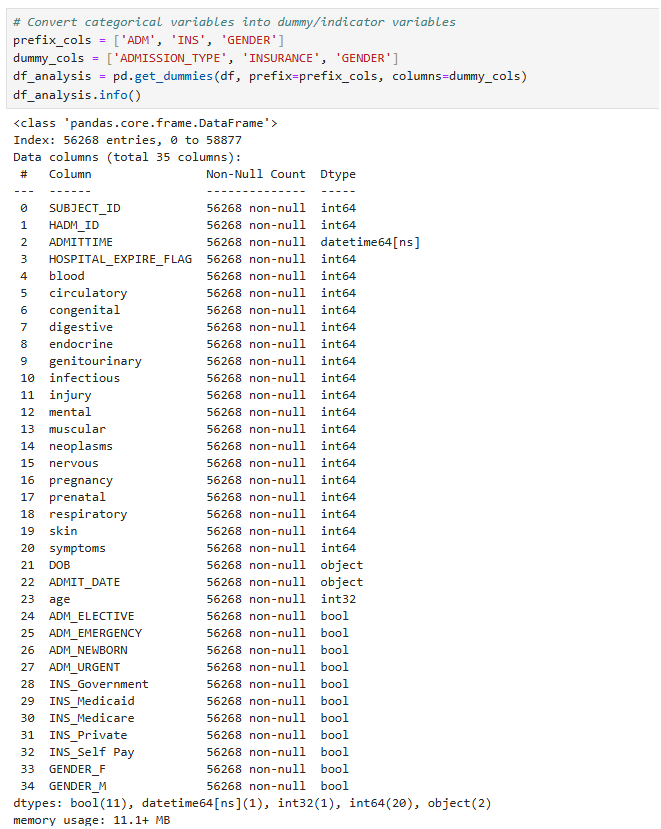 # Convert categorical variables into dummy/indicator variables
prefix_cols = ['ADM', 'INS', 'GENDER']
dummy_cols = ['ADMISSION_TYPE', 'INSURANCE', 'GENDER']
df_analysis = pd.get_dummies(df, prefix=prefix_cols, columns=dummy_cols)
df_analysis.info()
<class 'pandas.core.frame.DataFrame'>
Index: 56268 entries, 0 to 58877
Data columns (total 35 columns):
 #   Column                Non-Null Count  Dtype
---  ------                --------------  -----
 0   SUBJECT_ID            56268 non-null  int64
 1   HADM_ID               56268 non-null  int64
 2   ADMITTIME             56268 non-null  datetime64[ns]
 3   HOSPITAL_EXPIRE_FLAG  56268 non-null  int64
 4   blood                 56268 non-null  int64
 5   circulatory           56268 non-null  int64
 6   congenital            56268 non-null  int64
 7   digestive             56268 non-null  int64
 8   endocrine             56268 non-null  int64
 9   genitourinary         56268 non-null  int64
 10  infectious            56268 non-null  int64
 11  injury                56268 non-null  int64
 12  mental                56268 non-null  int64
 13  muscular              56268 non-null  int64
 14  neoplasms             56268 non-null  int64
 15  nervous               56268 non-null  int64
 16  pregnancy             56268 non-null  int64
 17  prenatal              56268 non-null  int64
 18  respiratory           56268 non-null  int64
 19  skin                  56268 non-null  int64
 20  symptoms              56268 non-null  int64
 21  DOB                   56268 non-null  object
 22  ADMIT_DATE            56268 non-null  object
 23  age                   56268 non-null  int32
 24  ADM_ELECTIVE          56268 non-null  bool
 25  ADM_EMERGENCY         56268 non-null  bool
 26  ADM_NEWBORN           56268 non-null  bool
 27  ADM_URGENT            56268 non-null  bool
 28  INS_Government        56268 non-null  bool
 29  INS_Medicaid          56268 non-null  bool
 30  INS_Medicare          56268 non-null  bool
 31  INS_Private           56268 non-null  bool
 32  INS_Self Pay          56268 non-null  bool
 33  GENDER_F              56268 non-null  bool
 34  GENDER_M              56268 non-null  bool
dtypes: bool(11), datetime64[ns](1), int32(1), int64(20), object(2)
memory usage: 11.1+ MB